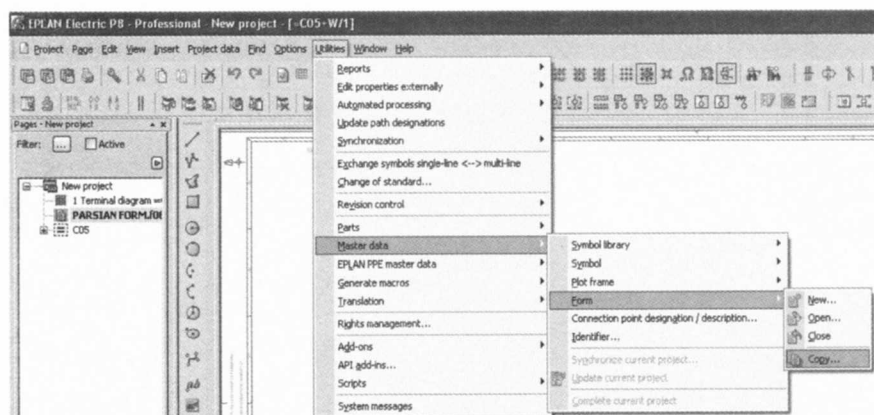 EPLAN Electric P8 - Professional - New project - [=C05+W/1]
Project Page Edit View Insert Project data Find Options Utilities Window Help
Pages - New project
Filter: ... Active
New project
1 Terminal diagram
PARSIAN FORM
C05
Reports
Edit properties externally
Automated processing
Update path designations
Synchronization
Exchange symbols single-line <--> multi-line
Change of standard...
Revision control
Parts
Master data
EPLAN PPE master data
Generate macros
Translation
Rights management...
Add-ons
API add-ins...
Scripts
System messages
Symbol library
Symbol
Plot frame
Form
Connection point designation / description...
Identifier...
Synchronize current project...
Update current project
Complete current project
New...
Open...
Close
Copy...